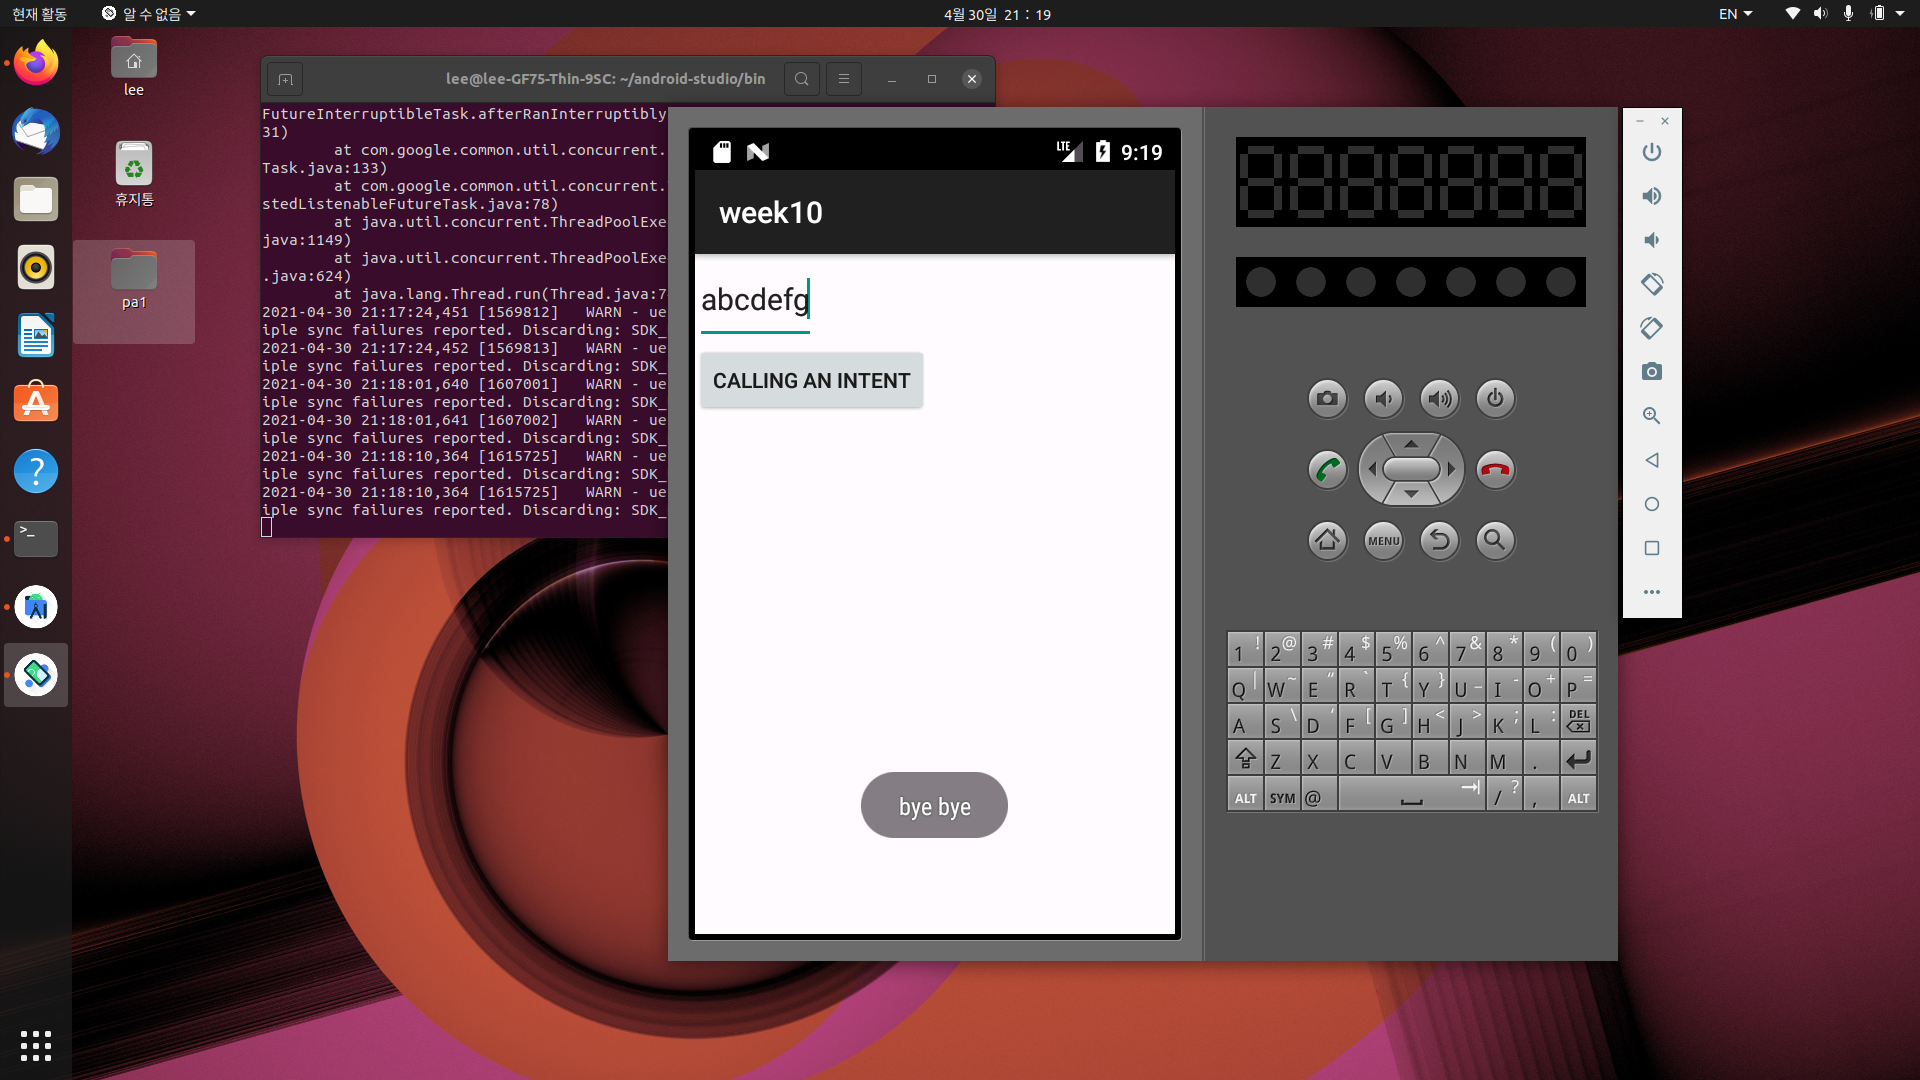 현재 활동
알 수 없음
4월 30일 21 : 19
EN
lee
휴지통
pa1
lee@lee-GF75-Thin-9SC: ~/android-studio/bin
FutureInterruptibleTask.afterRanInterruptibly
31)
at com.google.common.util.concurrent.
Task.java:133)
at com.google.common.util.concurrent.
stedListenableFutureTask.java:78)
at java.util.concurrent.ThreadPoolExe
java:1149)
at java.util.concurrent.ThreadPoolExe
.java:624)
at java.lang.Thread.run(Thread.java:7
2021-04-30 21:17:24,451 [1569812]   WARN - ue
iple sync failures reported. Discarding: SDK_
2021-04-30 21:17:24,452 [1569813]   WARN - ue
iple sync failures reported. Discarding: SDK_
2021-04-30 21:18:01,640 [1607001]   WARN - ue
iple sync failures reported. Discarding: SDK_
2021-04-30 21:18:01,641 [1607002]   WARN - ue
iple sync failures reported. Discarding: SDK_
2021-04-30 21:18:10,364 [1615725]   WARN - ue
iple sync failures reported. Discarding: SDK_
2021-04-30 21:18:10,364 [1615725]   WARN - ue
iple sync failures reported. Discarding: SDK_
LTE 9:19
week10
abcdefg
CALLING AN INTENT
bye bye
MENU
1 ! 2 @ 3 # 4 $ 5 % 6 ^ 7 & 8 * 9 ( 0 )
Q | W ~ E " R ` T { Y } U _ I - O + P =
A S \ D ' F [ G ] H < J > K ; L : DEL
Z X C V B N M .
ALT SYM @ / ? , ALT